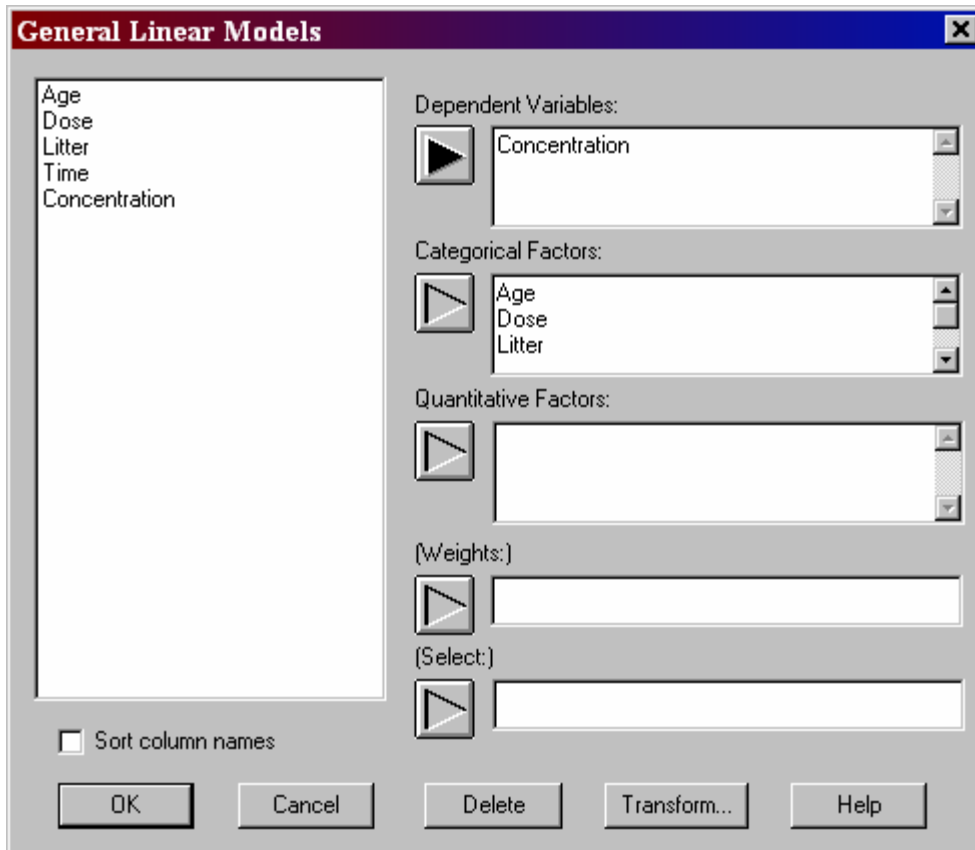 General Linear Models
Age
Dose
Litter
Time
Concentration
Dependent Variables:
Concentration
Categorical Factors:
Age
Dose
Litter
Quantitative Factors:
(Weights:)
(Select:)
Sort column names
OK
Cancel
Delete
Transform...
Help